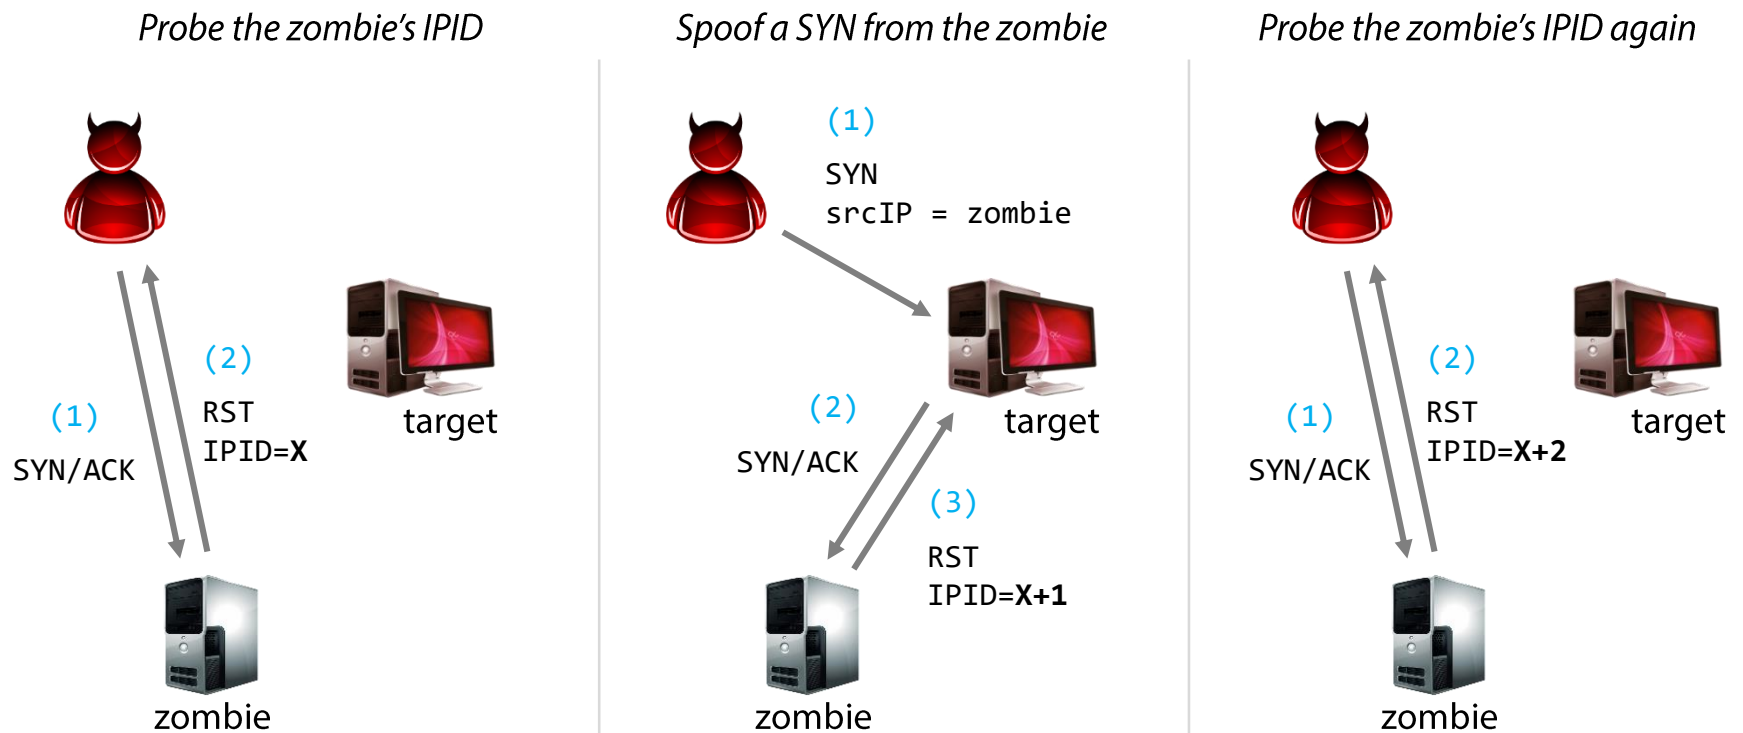 Probe the zombie's IPID
(1)
SYN/ACK
(2)
RST
IPID=X
target
zombie
Spoof a SYN from the zombie
(1)
SYN
srcIP = zombie
target
(2)
SYN/ACK
(3)
RST
IPID=X+1
zombie
Probe the zombie's IPID again
(1)
SYN/ACK
(2)
RST
IPID=X+2
target
zombie